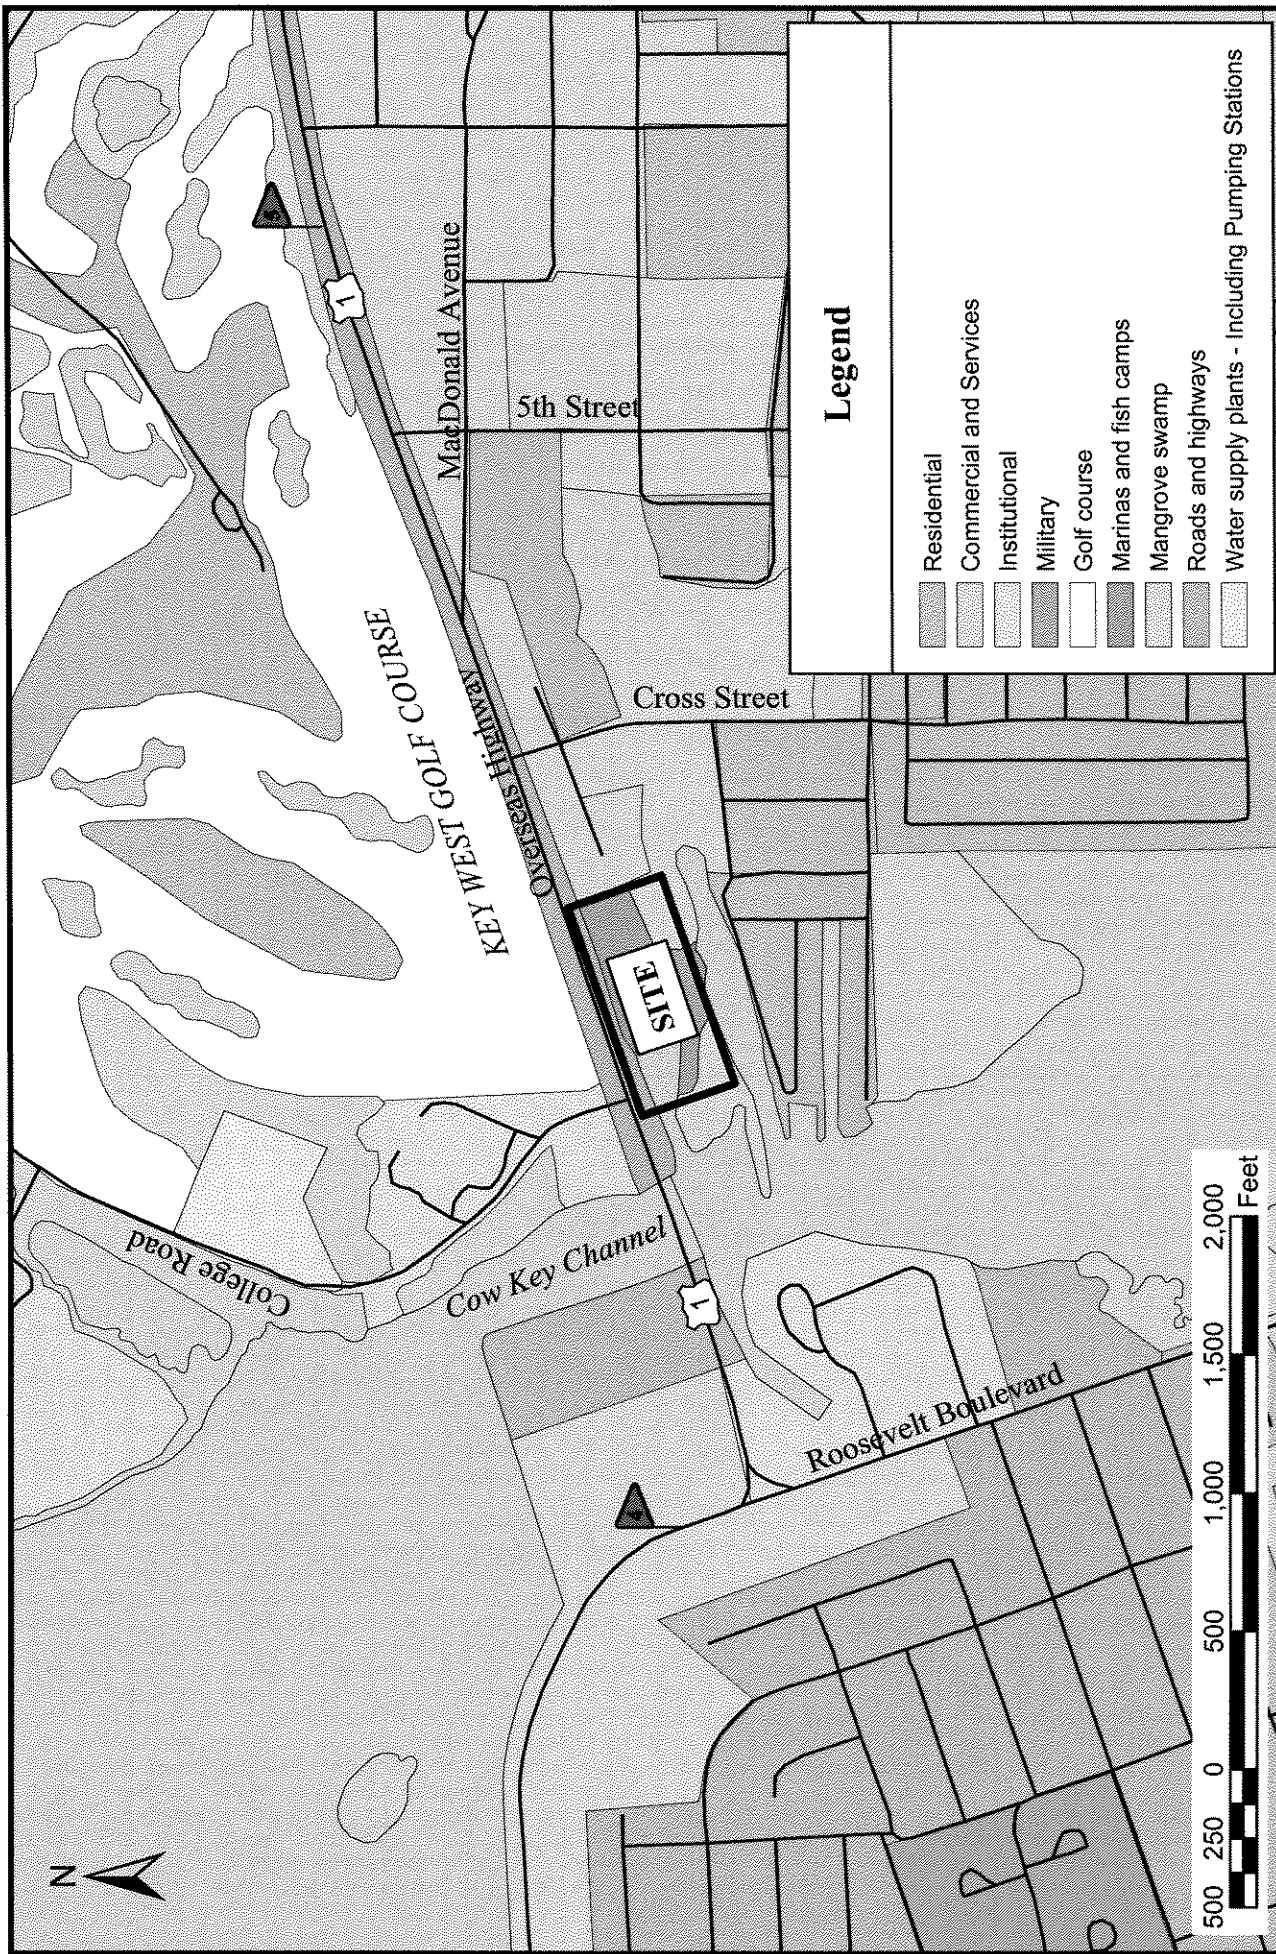 N
College Road
Cow Key Channel
KEY WEST GOLF COURSE
Overseas Highway
MacDonald Avenue
5th Street
Cross Street
Roosevelt Boulevard
SITE
1
1
4
5
Legend
Residential
Commercial and Services
Institutional
Military
Golf course
Marinas and fish camps
Mangrove swamp
Roads and highways
Water supply plants - Including Pumping Stations
500 250 0 500 1,000 1,500 2,000
Feet